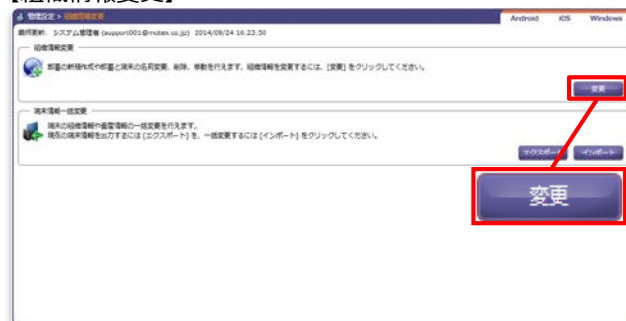 【組織情報変更】
管理設定 > 組織情報変更
Android iOS Windows
最終更新: システム管理者 (support001@motex.co.jp) 2014/09/24 16:23:50
組織情報変更
部署の新規作成や部署と端末の名前変更、削除、移動を行えます。組織情報を変更するには、[変更] をクリックしてください。
変更
端末情報一括変更
端末の組織情報や資産情報の一括変更を行えます。
現在の端末情報を出力するには [エクスポート] を、一括変更するには [インポート] をクリックしてください。
エクスポート インポート
変更